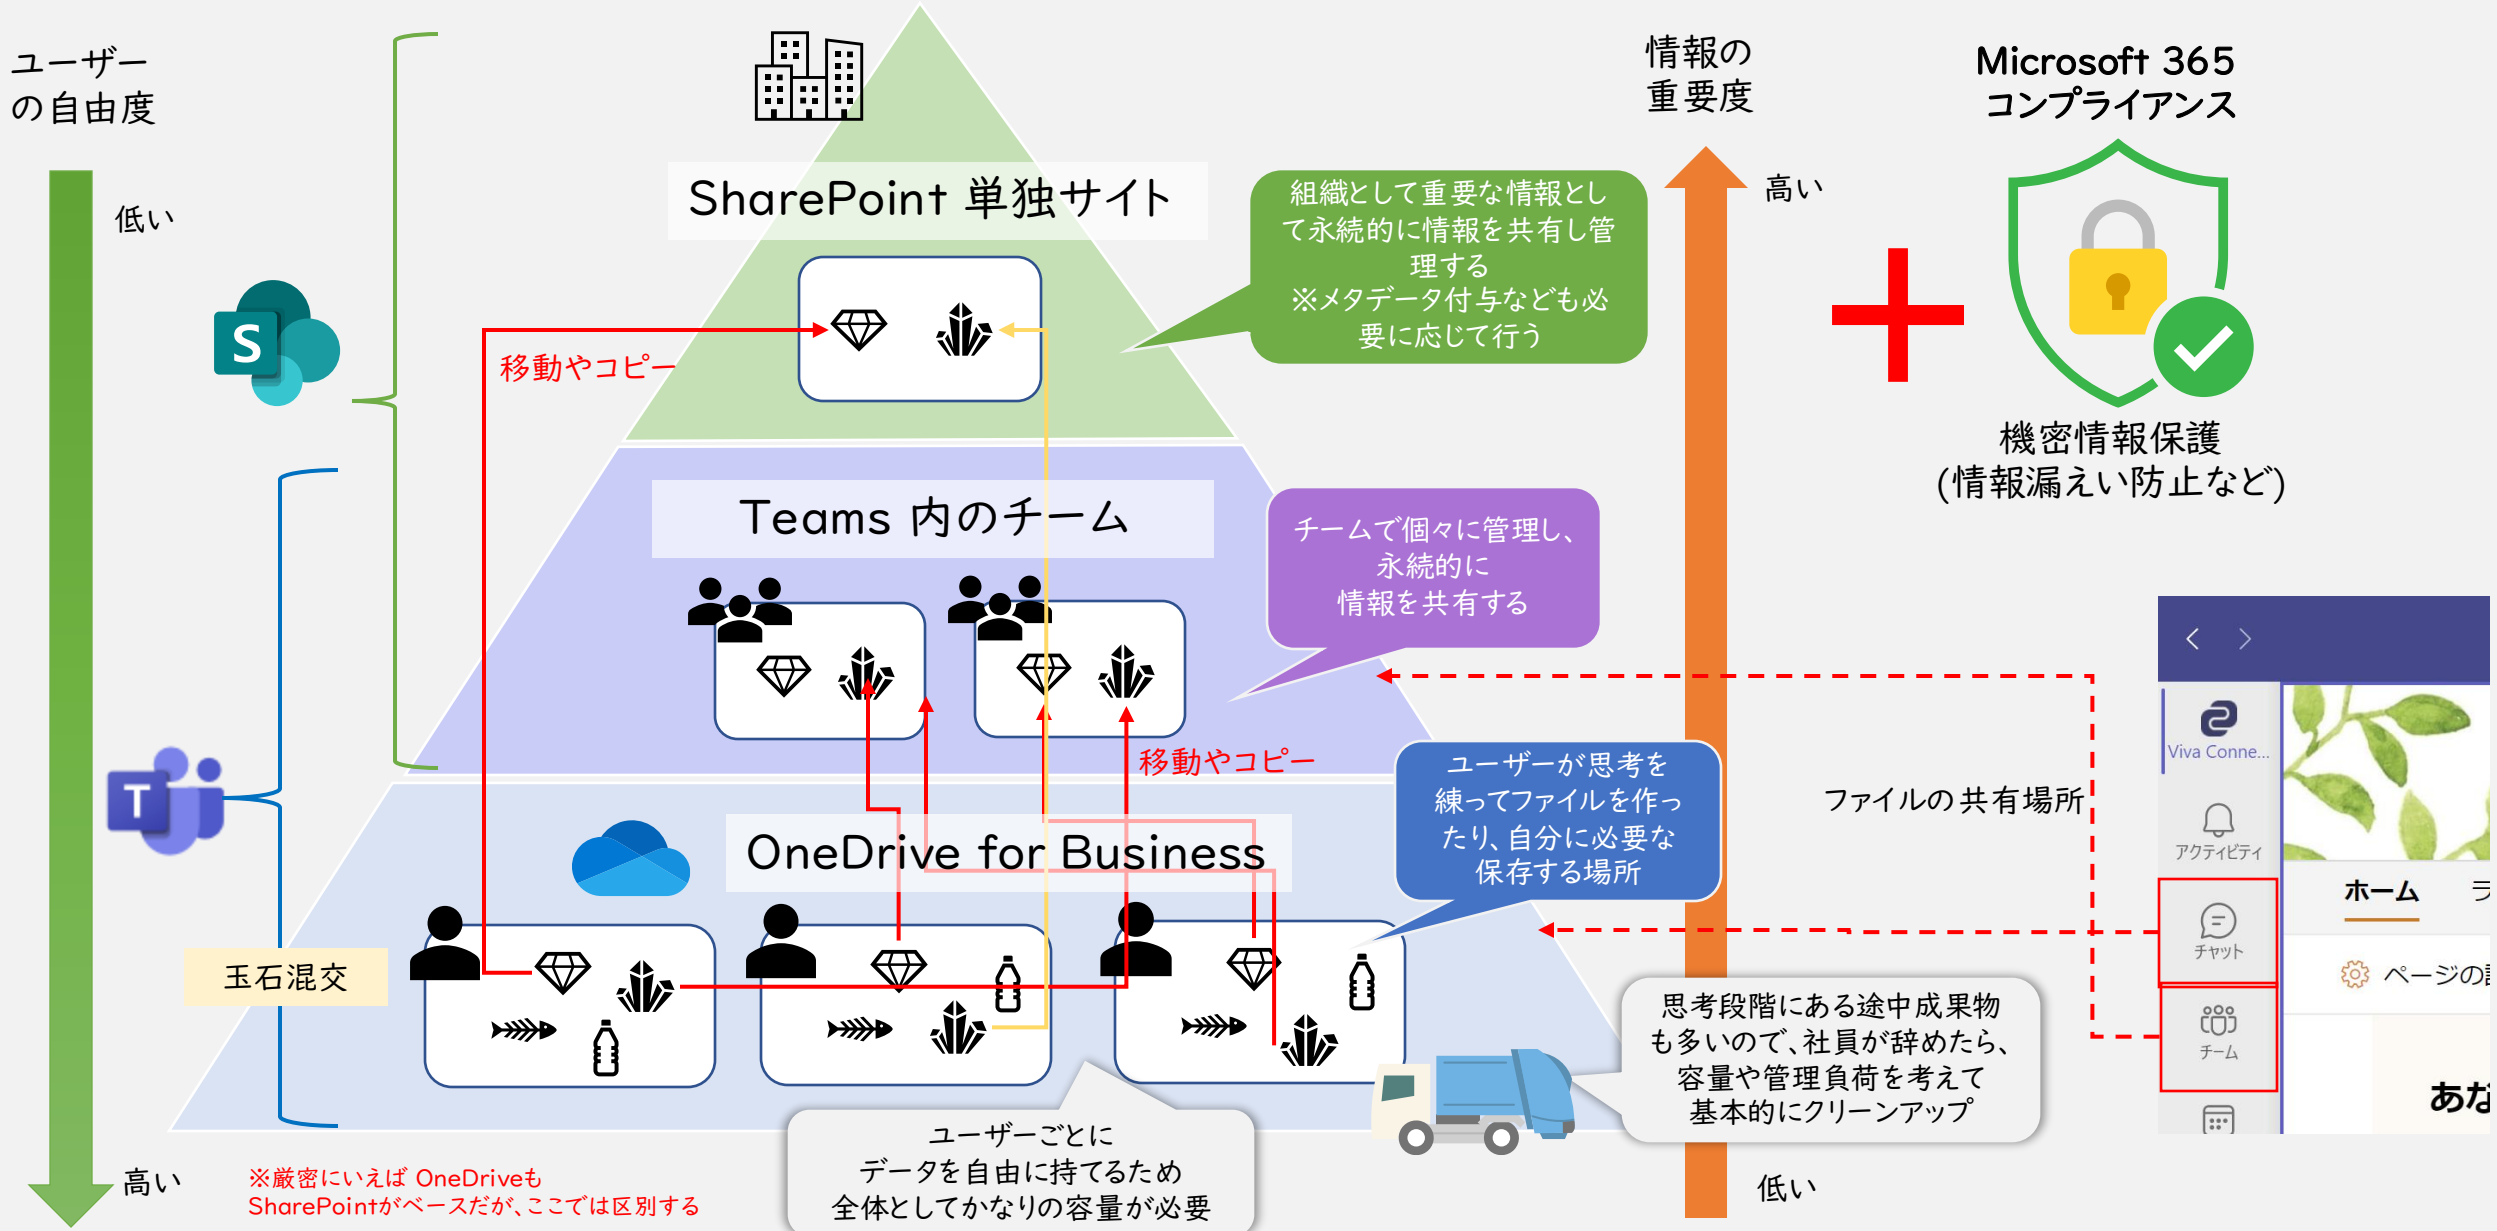 ユーザー
の自由度
低い
高い
情報の
重要度
高い
低い
Microsoft 365
コンプライアンス
機密情報保護
(情報漏えい防止など)
SharePoint 単独サイト
組織として重要な情報とし
て永続的に情報を共有し管
理する
※メタデータ付与なども必
要に応じて行う
S
移動やコピー
Teams 内のチーム
チームで個々に管理し、
永続的に
情報を共有する
移動やコピー
T
OneDrive for Business
ユーザーが思考を
練ってファイルを作っ
たり、自分に必要な
保存する場所
玉石混交
思考段階にある途中成果物
も多いので、社員が辞めたら、
容量や管理負荷を考えて
基本的にクリーンアップ
ユーザーごとに
データを自由に持てるため
全体としてかなりの容量が必要
※厳密にいえば OneDriveも
SharePointがベースだが、ここでは区別する
ファイルの共有場所
Viva Conne...
アクティビティ
チャット
チーム
ホーム
ページの
あな